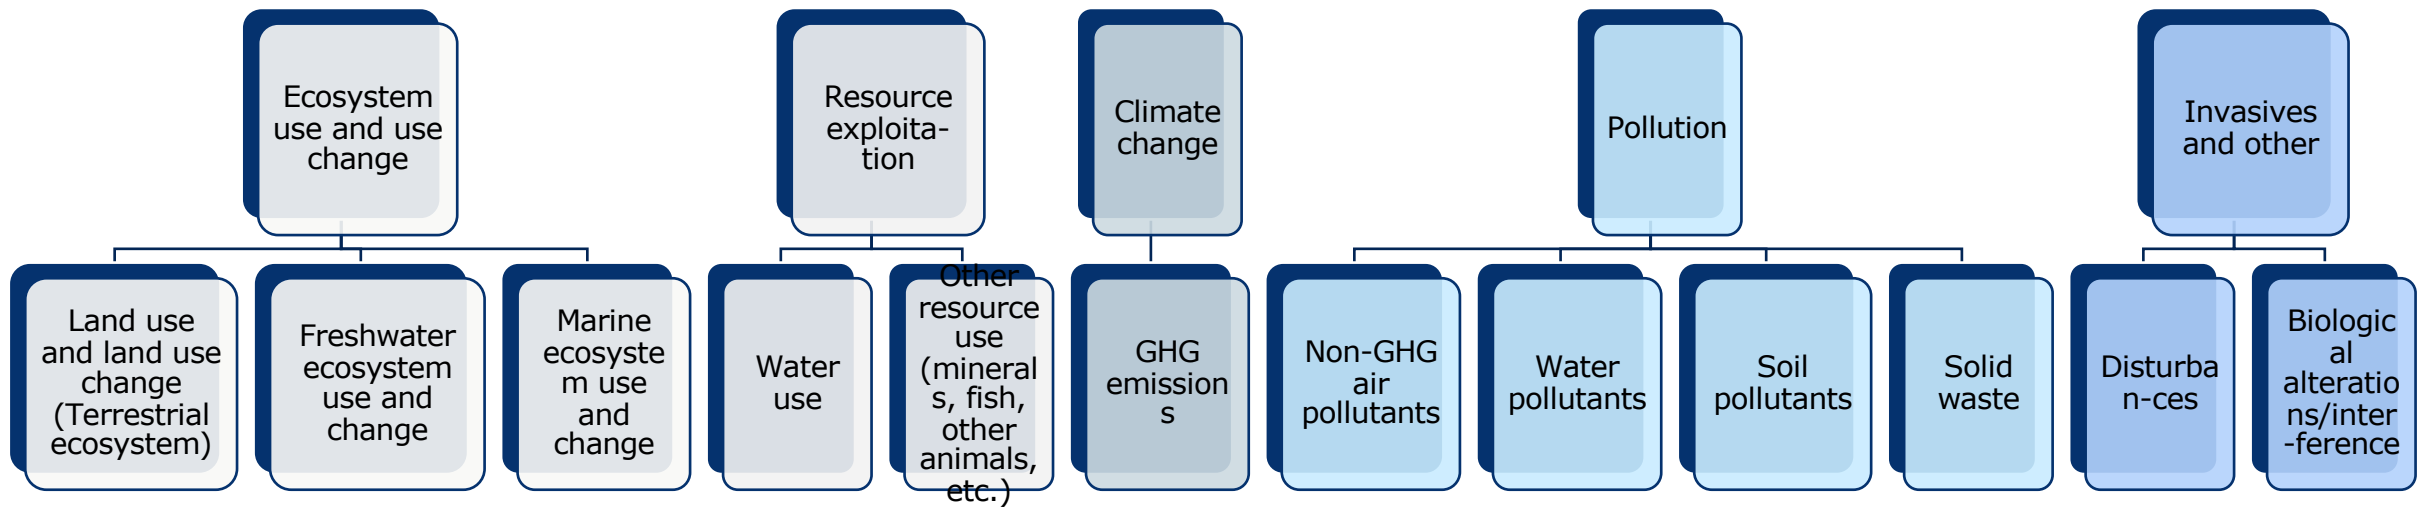 Ecosystem
use and use
change
Resource
exploita-
tion
Climate
change
Pollution
Invasives
and other
Land use
and land use
change
(Terrestrial
ecosystem)
Freshwater
ecosystem
use and
change
Marine
ecosyste
m use
and
change
Water
use
Other
resource
use
(mineral
s, fish,
other
animals,
etc.)
GHG
emission
s
Non-GHG
air
pollutants
Water
pollutants
Soil
pollutants
Solid
waste
Disturba
n-ces
Biologic
al
alteratio
ns/inter
-ference